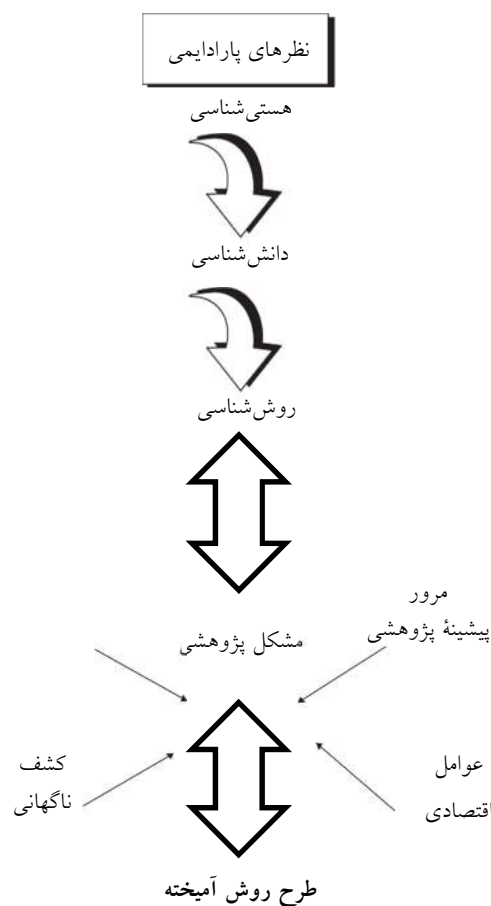 نظرهای پارادایمی
هستی‌شناسی
دانش‌شناسی
روش‌شناسی
مرور
پیشینۀ پژوهشی
مشکل پژوهشی
عوامل
اقتصادی
کشف
ناگهانی
طرح روش آمیخته